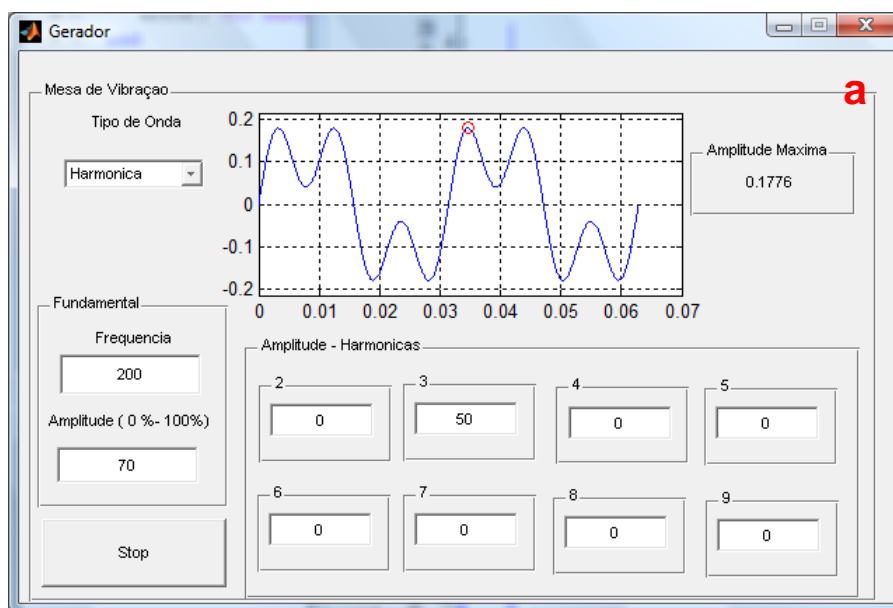 Gerador
Mesa de Vibraçao
a
Tipo de Onda
Harmonica
0.2
0.1
0
-0.1
-0.2
0 0.01 0.02 0.03 0.04 0.05 0.06 0.07
Amplitude Maxima
0.1776
Fundamental
Frequencia
200
Amplitude ( 0 %- 100%)
70
Stop
Amplitude - Harmonicas
2 3 4 5
0 50 0 0
6 7 8 9
0 0 0 0